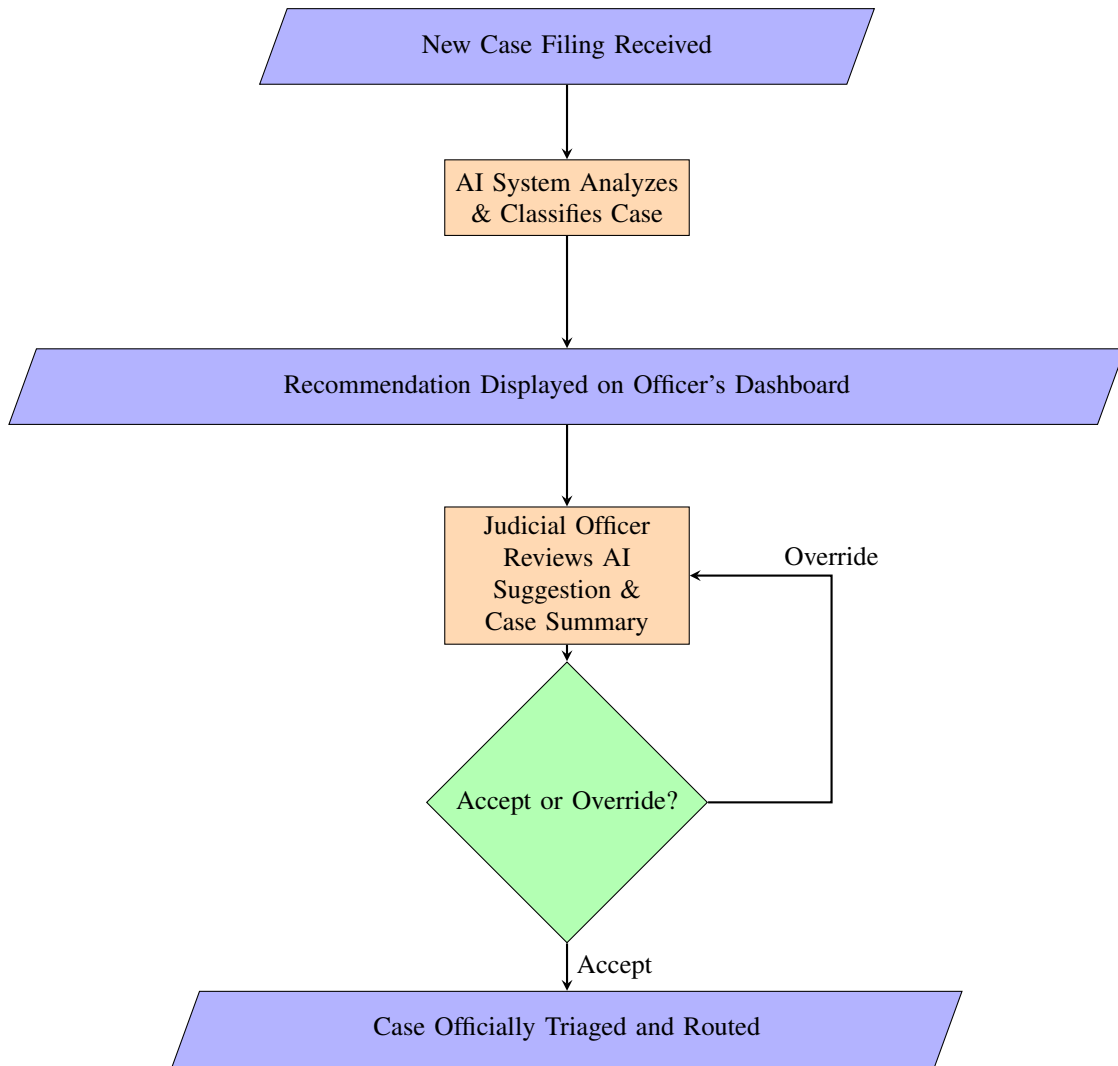 New Case Filing Received
AI System Analyzes
& Classifies Case
Recommendation Displayed on Officer's Dashboard
Judicial Officer
Reviews AI
Suggestion &
Case Summary
Override
Accept or Override?
Accept
Case Officially Triaged and Routed